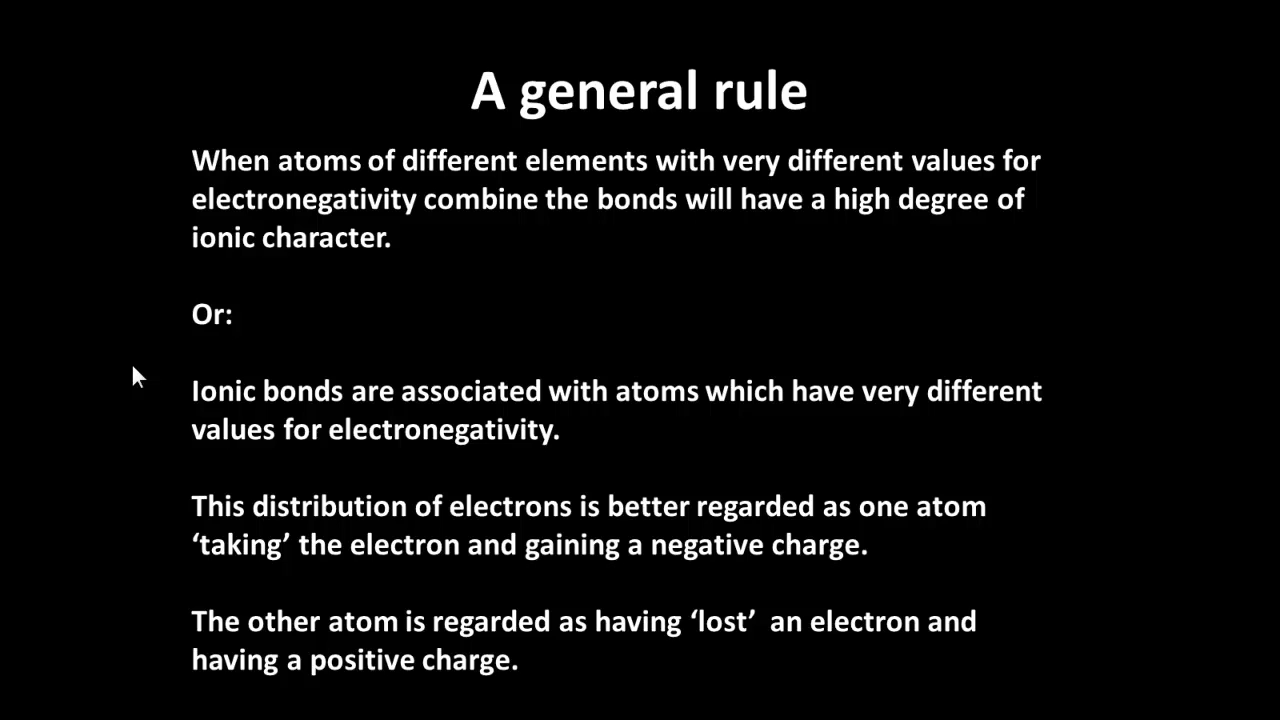 A general rule
When atoms of different elements with very different values for
electronegativity combine the bonds will have a high degree of
ionic character.
Or:
Ionic bonds are associated with atoms which have very different
values for electronegativity.
This distribution of electrons is better regarded as one atom
‘taking’ the electron and gaining a negative charge.
The other atom is regarded as having ‘lost’  an electron and
having a positive charge.